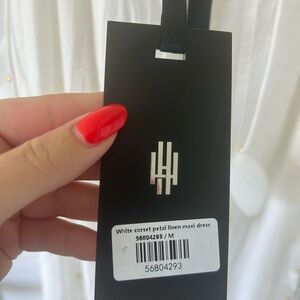 White corset petal linen maxi dress
56804293 / M
56804293